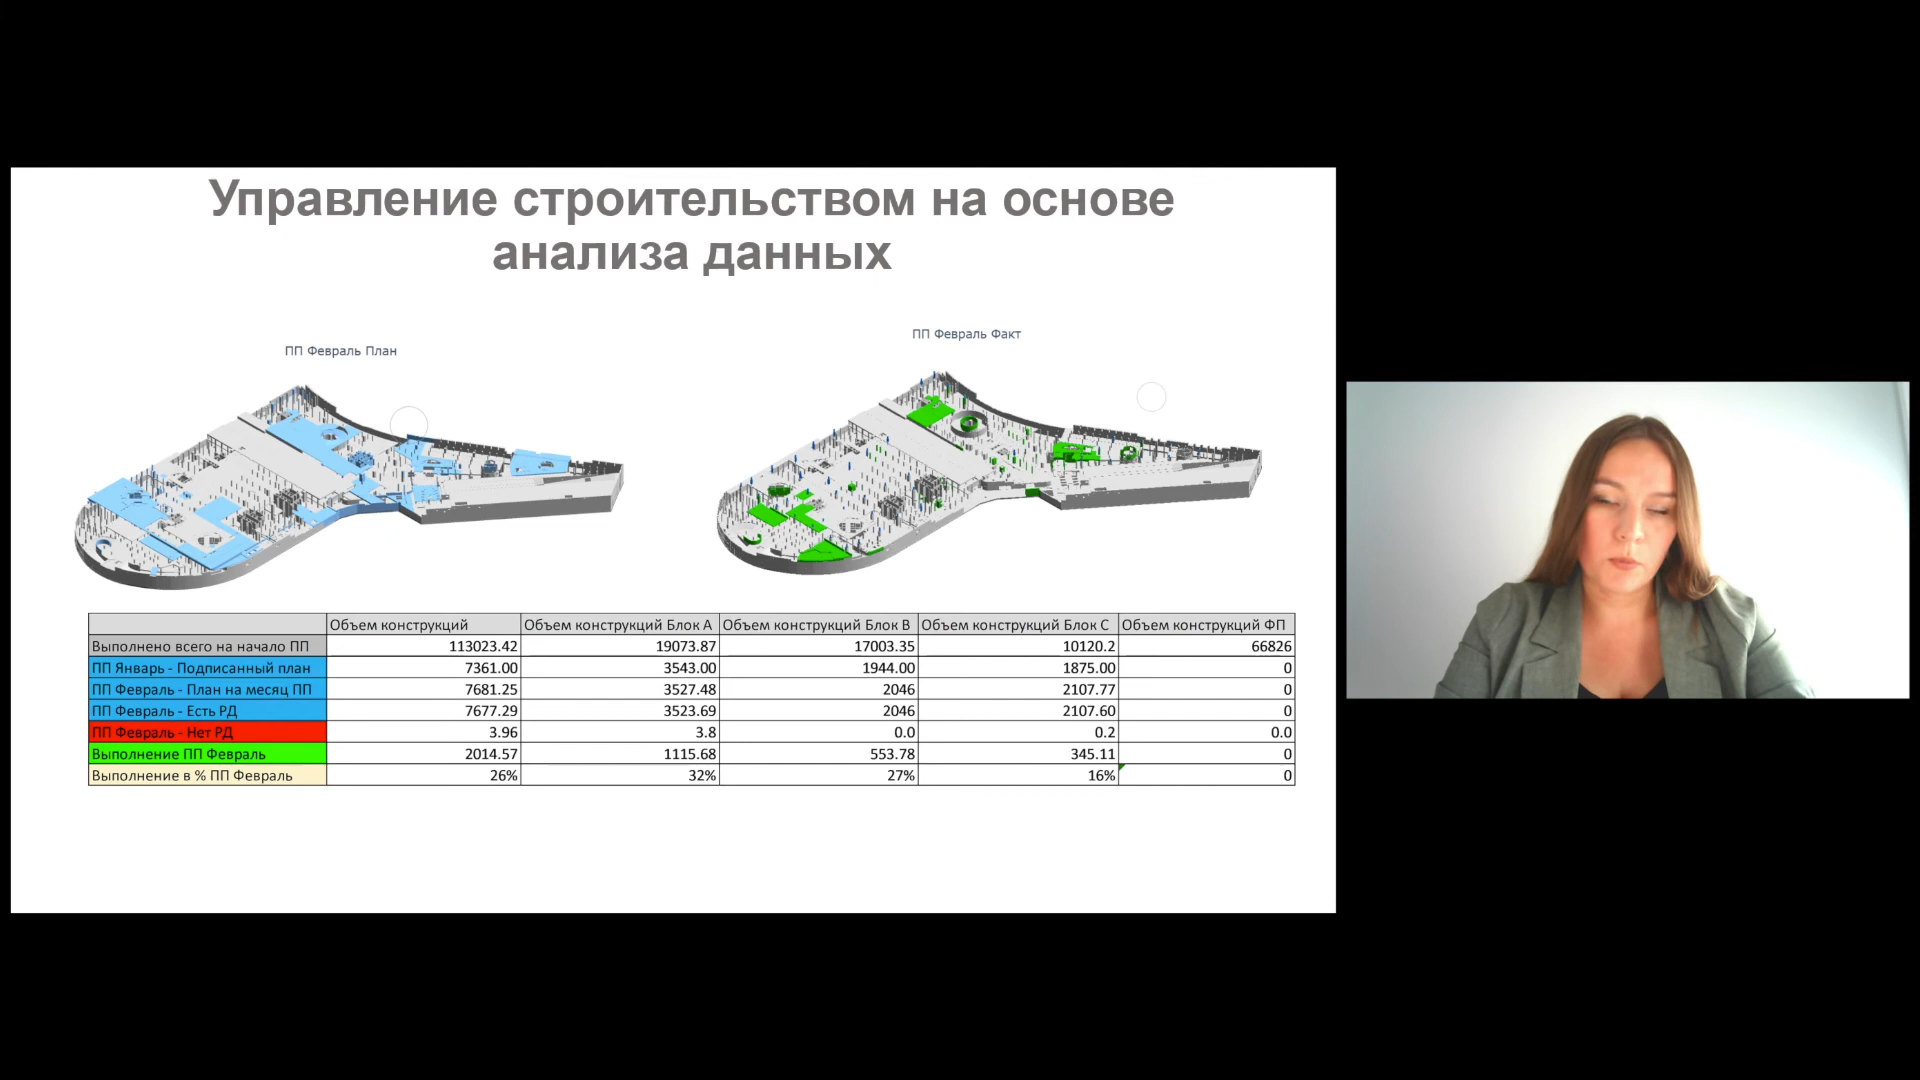 Управление строительством на основе
анализа данных
ПП Февраль План
ПП Февраль Факт
Объем конструкций Объем конструкций Блок А Объем конструкций Блок В Объем конструкций Блок С Объем конструкций ФП
Выполнено всего на начало ПП 113023.42 19073.87 17003.35 10120.2 66826
ПП Январь - Подписанный план 7361.00 3543.00 1944.00 1875.00 0
ПП Февраль - План на месяц ПП 7681.25 3527.48 2046 2107.77 0
ПП Февраль - Есть РД 7677.29 3523.69 2046 2107.60 0
ПП Февраль - Нет РД 3.96 3.8 0.0 0.2 0.0
Выполнение ПП Февраль 2014.57 1115.68 553.78 345.11 0
Выполнение в % ПП Февраль 26% 32% 27% 16% 0